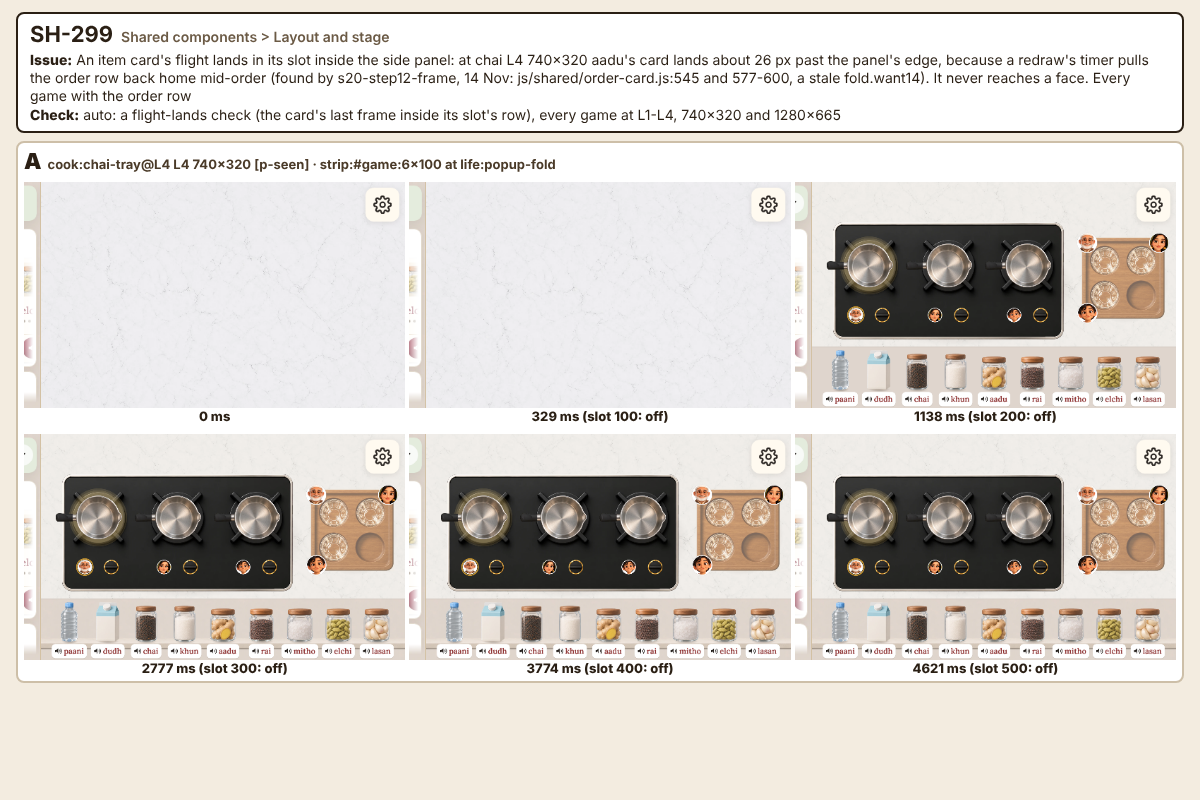 SH-299 Shared components > Layout and stage
Issue: An item card's flight lands in its slot inside the side panel: at chai L4 740×320 aadu's card lands about 26 px past the panel's edge, because a redraw's timer pulls
the order row back home mid-order (found by s20-step12-frame, 14 Nov: js/shared/order-card.js:545 and 577-600, a stale fold.want14). It never reaches a face. Every
game with the order row
Check: auto: a flight-lands check (the card's last frame inside its slot's row), every game at L1-L4, 740×320 and 1280×665
A cook:chai-tray@L4 L4 740×320 [p-seen] · strip:#game:6×100 at life:popup-fold
paani dudh chai khun aadu rai mitho elchi lasan
0 ms
329 ms (slot 100: off)
1138 ms (slot 200: off)
paani dudh chai khun aadu rai mitho elchi lasan
paani dudh chai khun aadu rai mitho elchi lasan
paani dudh chai khun aadu rai mitho elchi lasan
2777 ms (slot 300: off)
3774 ms (slot 400: off)
4621 ms (slot 500: off)